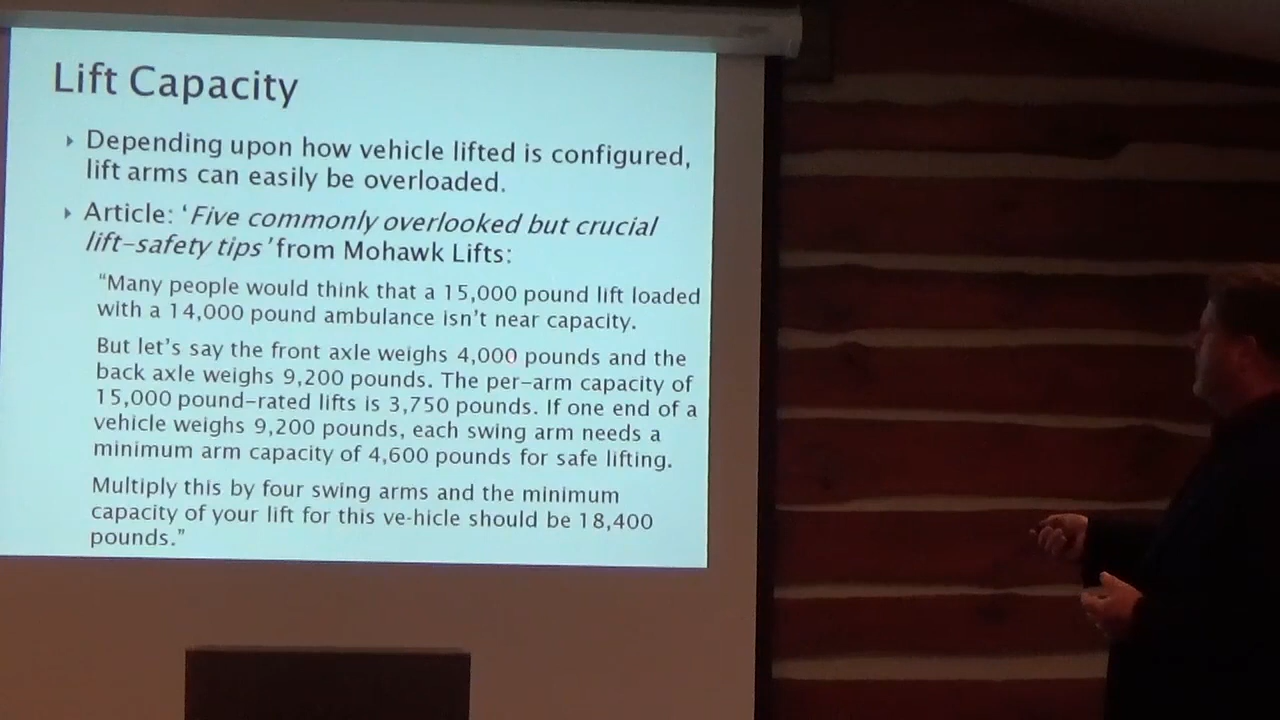 Lift Capacity
Depending upon how vehicle lifted is configured,
lift arms can easily be overloaded.
Article: ‘Five commonly overlooked but crucial
lift-safety tips’ from Mohawk Lifts:
“Many people would think that a 15,000 pound lift loaded
with a 14,000 pound ambulance isn’t near capacity.
But let’s say the front axle weighs 4,000 pounds and the
back axle weighs 9,200 pounds. The per-arm capacity of
15,000 pound-rated lifts is 3,750 pounds. If one end of a
vehicle weighs 9,200 pounds, each swing arm needs a
minimum arm capacity of 4,600 pounds for safe lifting.
Multiply this by four swing arms and the minimum
capacity of your lift for this ve-hicle should be 18,400
pounds.”